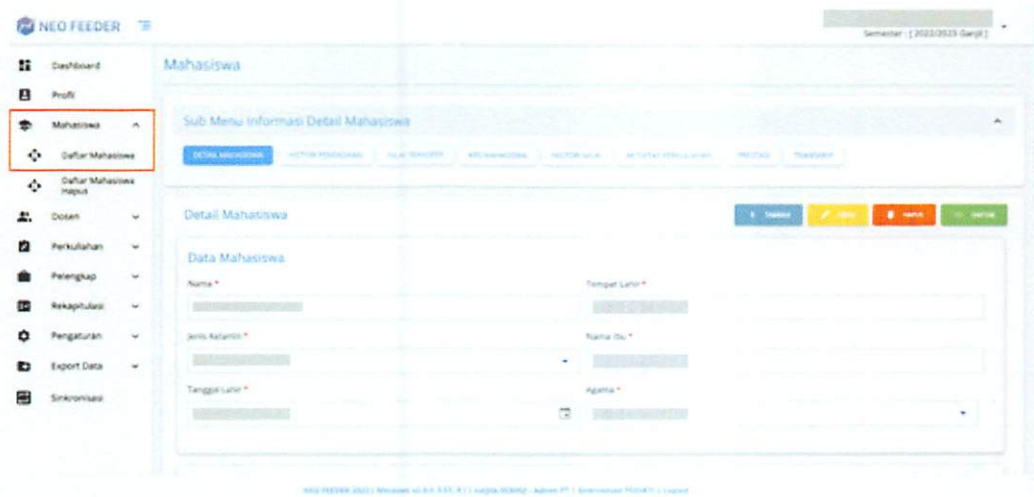 NEO FEEDER
Semester : [ 2022/2023 Ganjil ]
Dashboard
Profil
Mahasiswa
Daftar Mahasiswa
Daftar Mahasiswa
Hapus
Dosen
Perkuliahan
Pelengkap
Rekapitulasi
Pengaturan
Export Data
Sinkronisasi
Mahasiswa
Sub Menu Informasi Detail Mahasiswa
DETAIL MAHASISWA
HISTORI PENDIDIKAN
NILAI TRANSFER
KRS MAHASISWA
HISTORI NILAI
AKTIVITAS PERKULIAHAN
PRESTASI
TRANSKRIP
Detail Mahasiswa
TAMBAH
HAPUS
Data Mahasiswa
Nama *
Tempat Lahir *
Jenis Kelamin *
Nama Ibu *
Tanggal Lahir *
Agama *